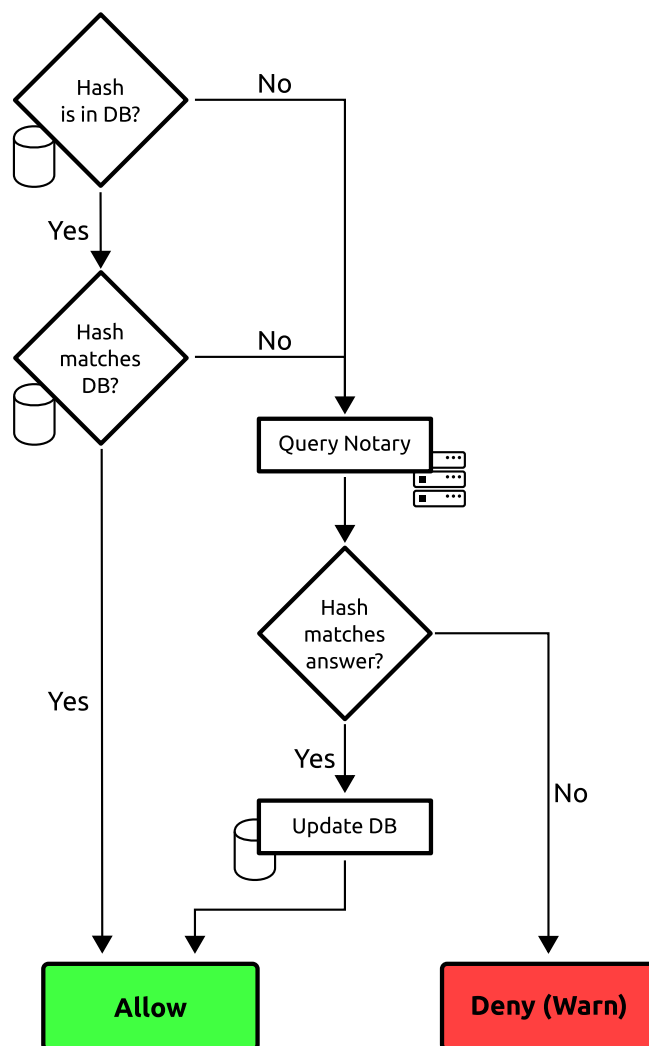 Hash
is in DB?
No
Yes
Hash
matches
DB?
No
Query Notary
Hash
matches
answer?
Yes
Yes
No
Update DB
Allow
Deny (Warn)